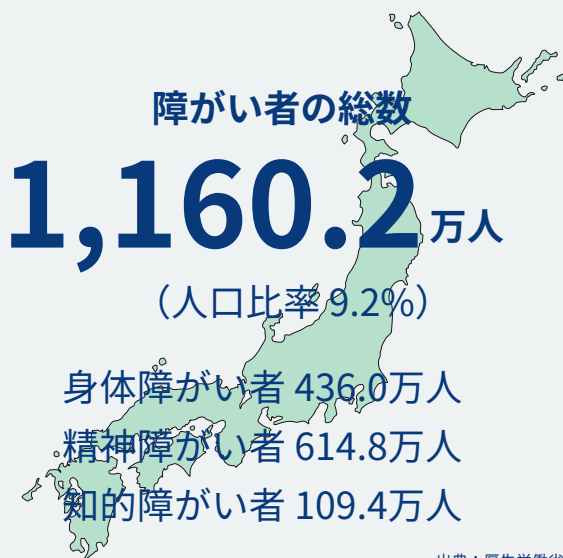 障がい者の総数
1,160.2万人
（人口比率 9.2%）
身体障がい者 436.0万人
精神障がい者 614.8万人
知的障がい者 109.4万人